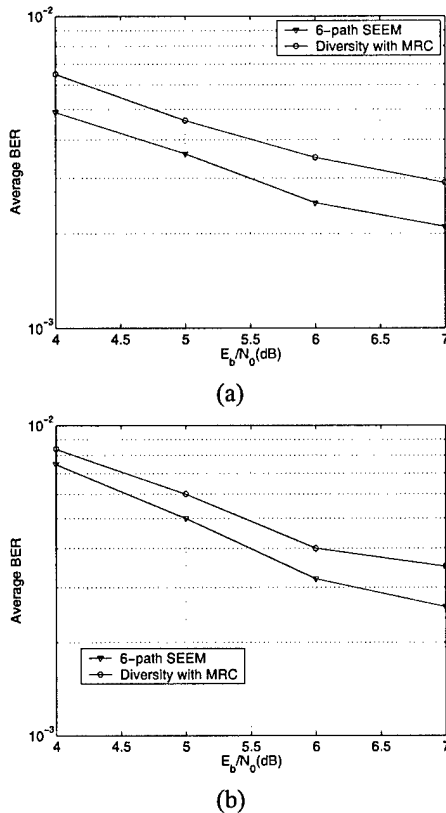 10^-2
6-path SEEM
Diversity with MRC
Average BER
10^-3
4 4.5 5 5.5 6 6.5 7
E_b/N_0(dB)
(a)
10^-2
Average BER
6-path SEEM
Diversity with MRC
10^-3
4 4.5 5 5.5 6 6.5 7
E_b/N_0(dB)
(b)